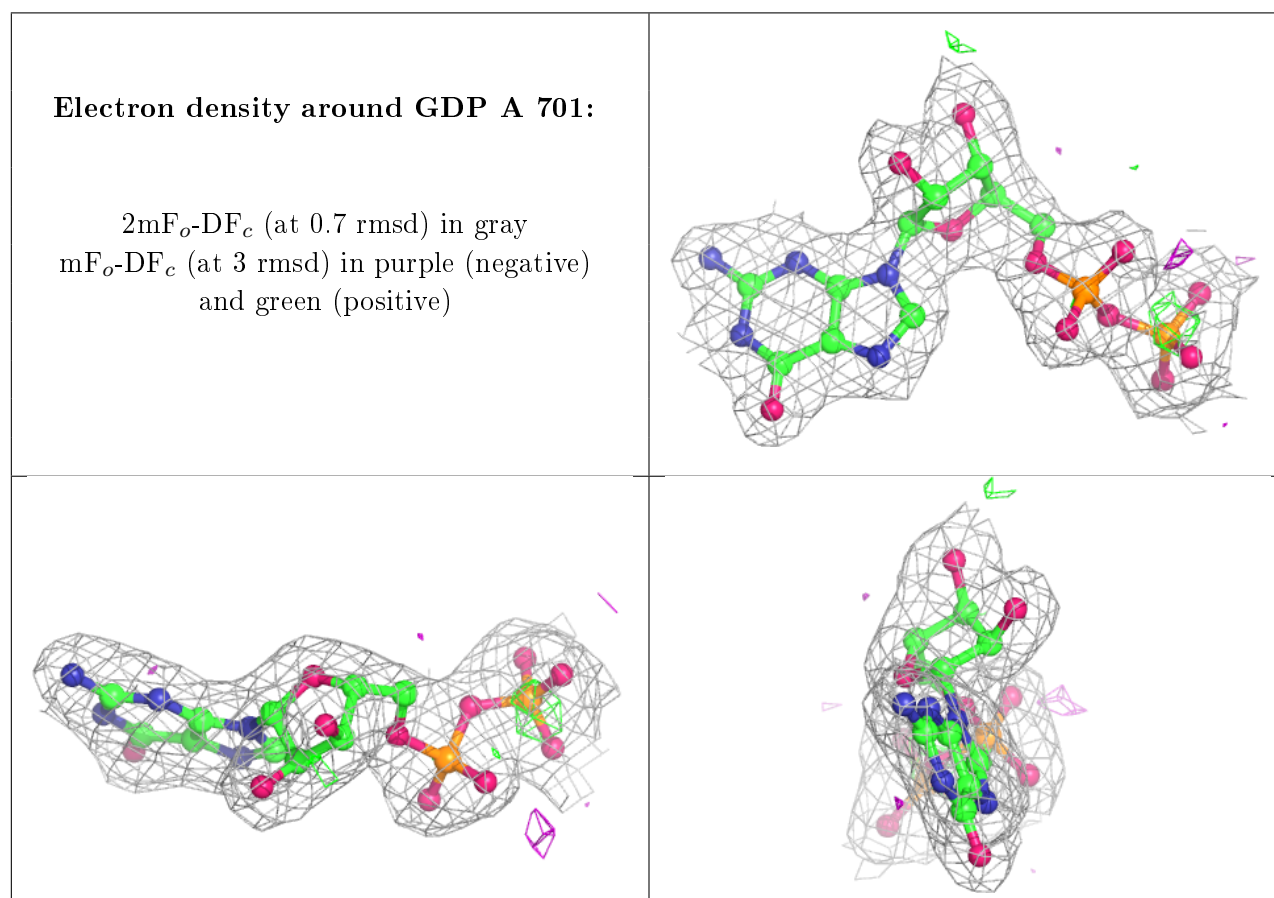 Electron density around GDP A 701:
2mFₒ-DF𝑐 (at 0.7 rmsd) in gray
mFₒ-DF𝑐 (at 3 rmsd) in purple (negative)
and green (positive)